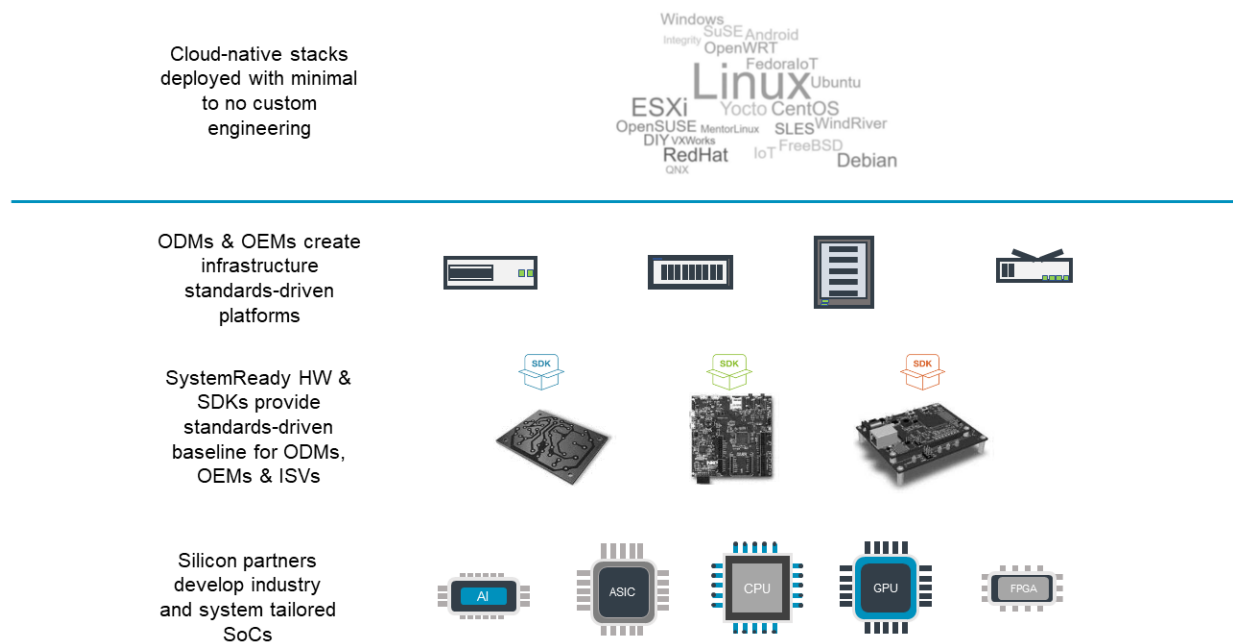 Cloud-native stacks
deployed with minimal
to no custom
engineering
Windows
SuSE Android
Integrity
OpenWRT
FedoraIoT
Linux
Ubuntu
ESXi
Yocto CentOS
OpenSUSE MentorLinux SLES WindRiver
DIY VXWorks
FreeBSD
RedHat IoT
Debian
QNX
ODMs & OEMs create
infrastructure
standards-driven
platforms
SystemReady HW &
SDKs provide
standards-driven
baseline for ODMs,
OEMs & ISVs
SDK
SDK
SDK
Silicon partners
develop industry
and system tailored
SoCs
AI
ASIC
CPU
GPU
FPGA